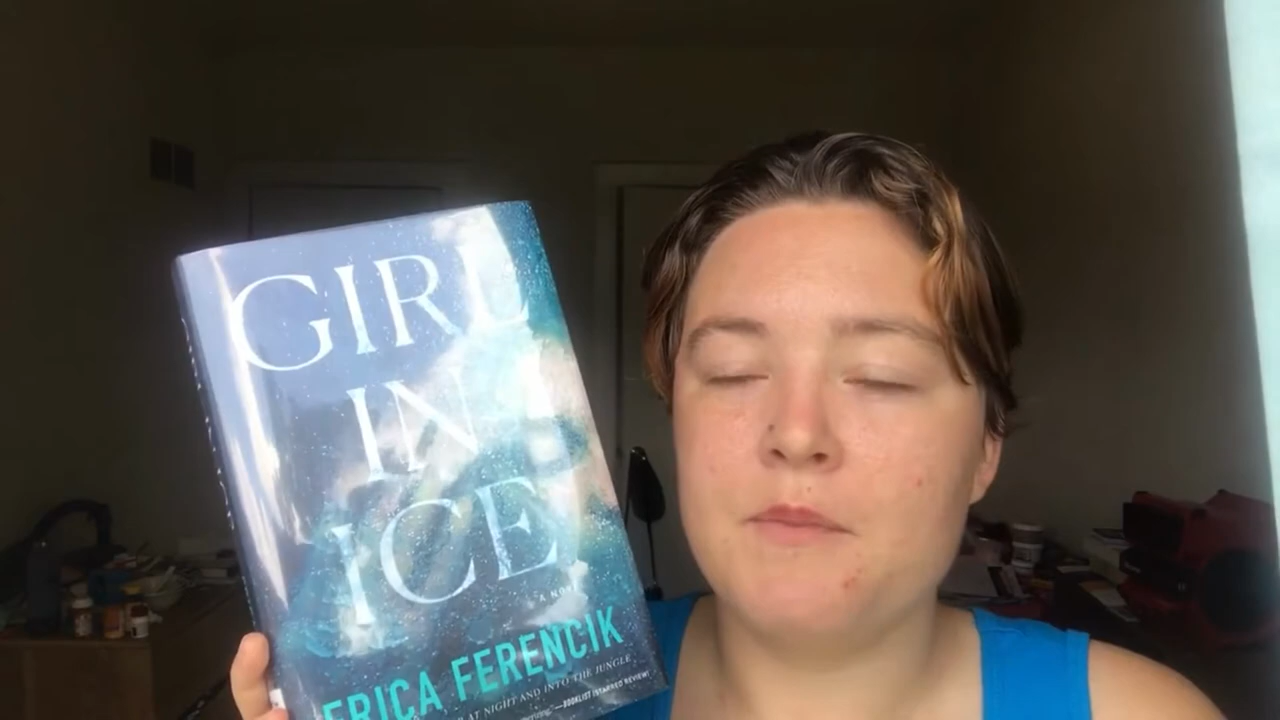 GIRL
IN
ICE
A NOVEL
ERICA FERENCIK
AT NIGHT AND INTO THE JUNGLE
—BOOKLIST (STARRED REVIEW)